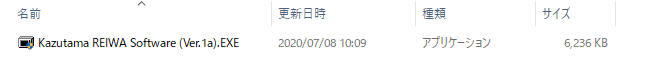 名前 更新日時 種類 サイズ
Kazutama REIWA Software (Ver.1a).EXE 2020/07/08 10:09 アプリケーション 6,236 KB